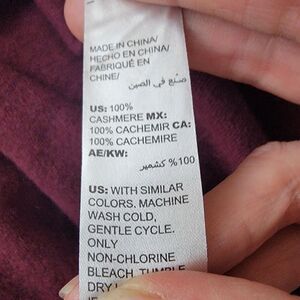 MADE IN CHINA/
HECHO EN CHINA/
FABRIQUÉ EN
CHINE/
صنع في الصين
US: 100%
CASHMERE MX:
100% CACHEMIR CA:
100% CACHEMIRE
AE/KW:
100% كشمير
US: WITH SIMILAR
COLORS. MACHINE
WASH COLD,
GENTLE CYCLE.
ONLY
NON-CHLORINE
BLEACH. TUMBLE
DRY